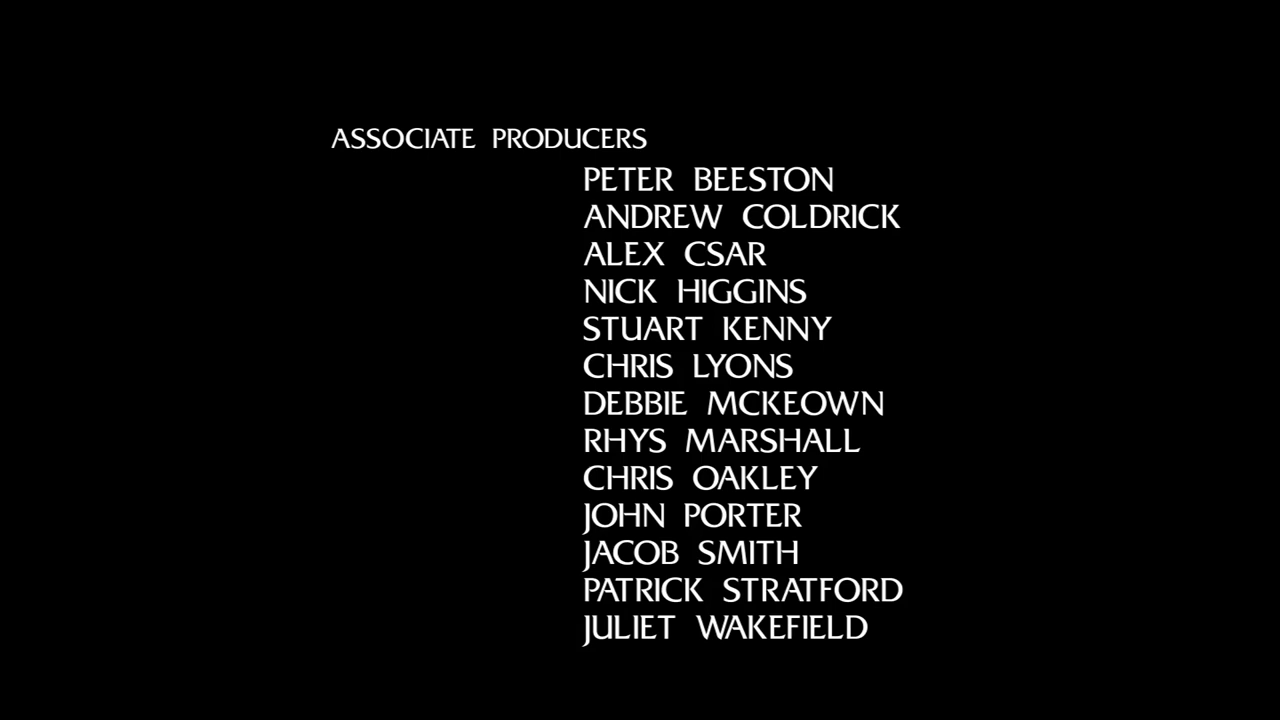 ASSOCIATE PRODUCERS
PETER BEESTON
ANDREW COLDRICK
ALEX CSAR
NICK HIGGINS
STUART KENNY
CHRIS LYONS
DEBBIE MCKEOWN
RHYS MARSHALL
CHRIS OAKLEY
JOHN PORTER
JACOB SMITH
PATRICK STRATFORD
JULIET WAKEFIELD